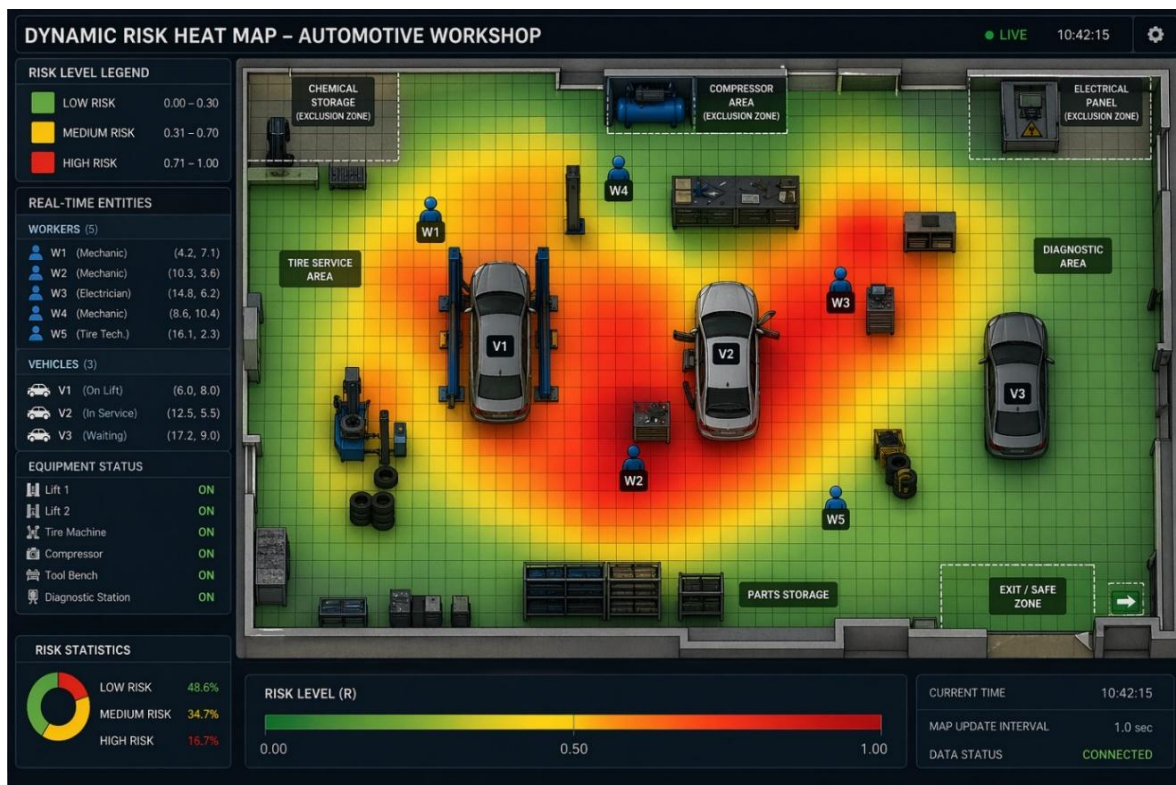 DYNAMIC RISK HEAT MAP – AUTOMOTIVE WORKSHOP
LIVE 10:42:15
RISK LEVEL LEGEND
LOW RISK 0.00 – 0.30
MEDIUM RISK 0.31 – 0.70
HIGH RISK 0.71 – 1.00
REAL-TIME ENTITIES
WORKERS (5)
W1 (Mechanic) (4.2, 7.1)
W2 (Mechanic) (10.3, 3.6)
W3 (Electrician) (14.8, 6.2)
W4 (Mechanic) (8.6, 10.4)
W5 (Tire Tech.) (16.1, 2.3)
VEHICLES (3)
V1 (On Lift) (6.0, 8.0)
V2 (In Service) (12.5, 5.5)
V3 (Waiting) (17.2, 9.0)
EQUIPMENT STATUS
Lift 1 ON
Lift 2 ON
Tire Machine ON
Compressor ON
Tool Bench ON
Diagnostic Station ON
RISK STATISTICS
LOW RISK 48.6%
MEDIUM RISK 34.7%
HIGH RISK 16.7%
CHEMICAL
STORAGE
(EXCLUSION ZONE)
COMPRESSOR
AREA
(EXCLUSION ZONE)
ELECTRICAL
PANEL
(EXCLUSION ZONE)
W4
W1
TIRE SERVICE
AREA
DIAGNOSTIC
AREA
W3
V1
V2
V3
W2
W5
PARTS STORAGE
EXIT / SAFE
ZONE
RISK LEVEL (R)
0.00 0.50 1.00
CURRENT TIME 10:42:15
MAP UPDATE INTERVAL 1.0 sec
DATA STATUS CONNECTED